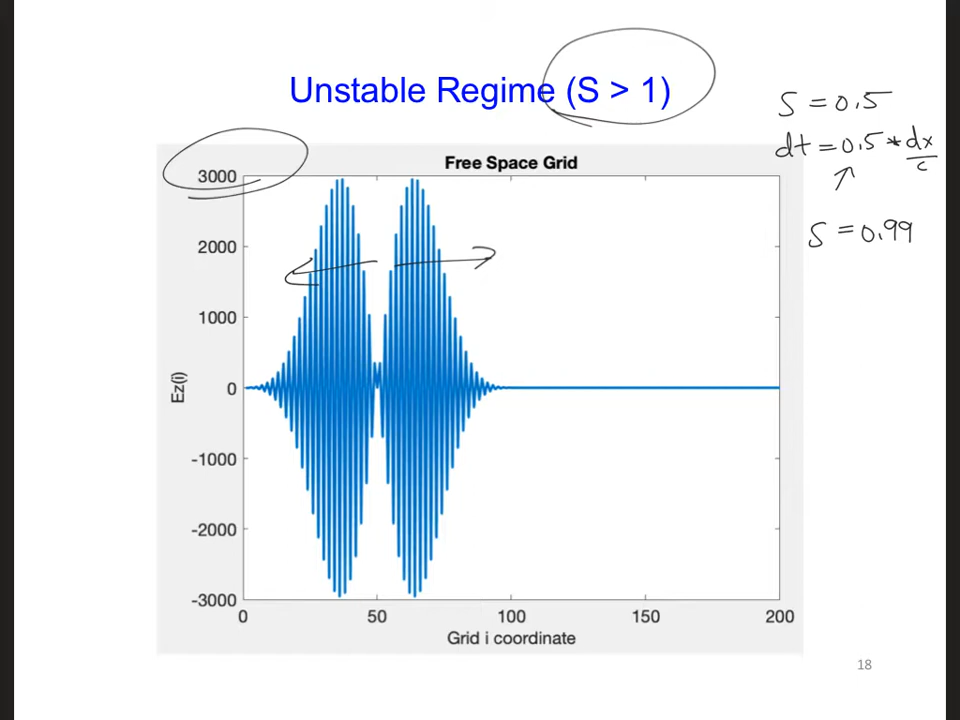 Unstable Regime (S > 1)
S = 0.5
dt = 0.5 * dx/c
S = 0.99
Free Space Grid
3000
2000
1000
0
-1000
-2000
-3000
Ez(i)
0 50 100 150 200
Grid i coordinate
18